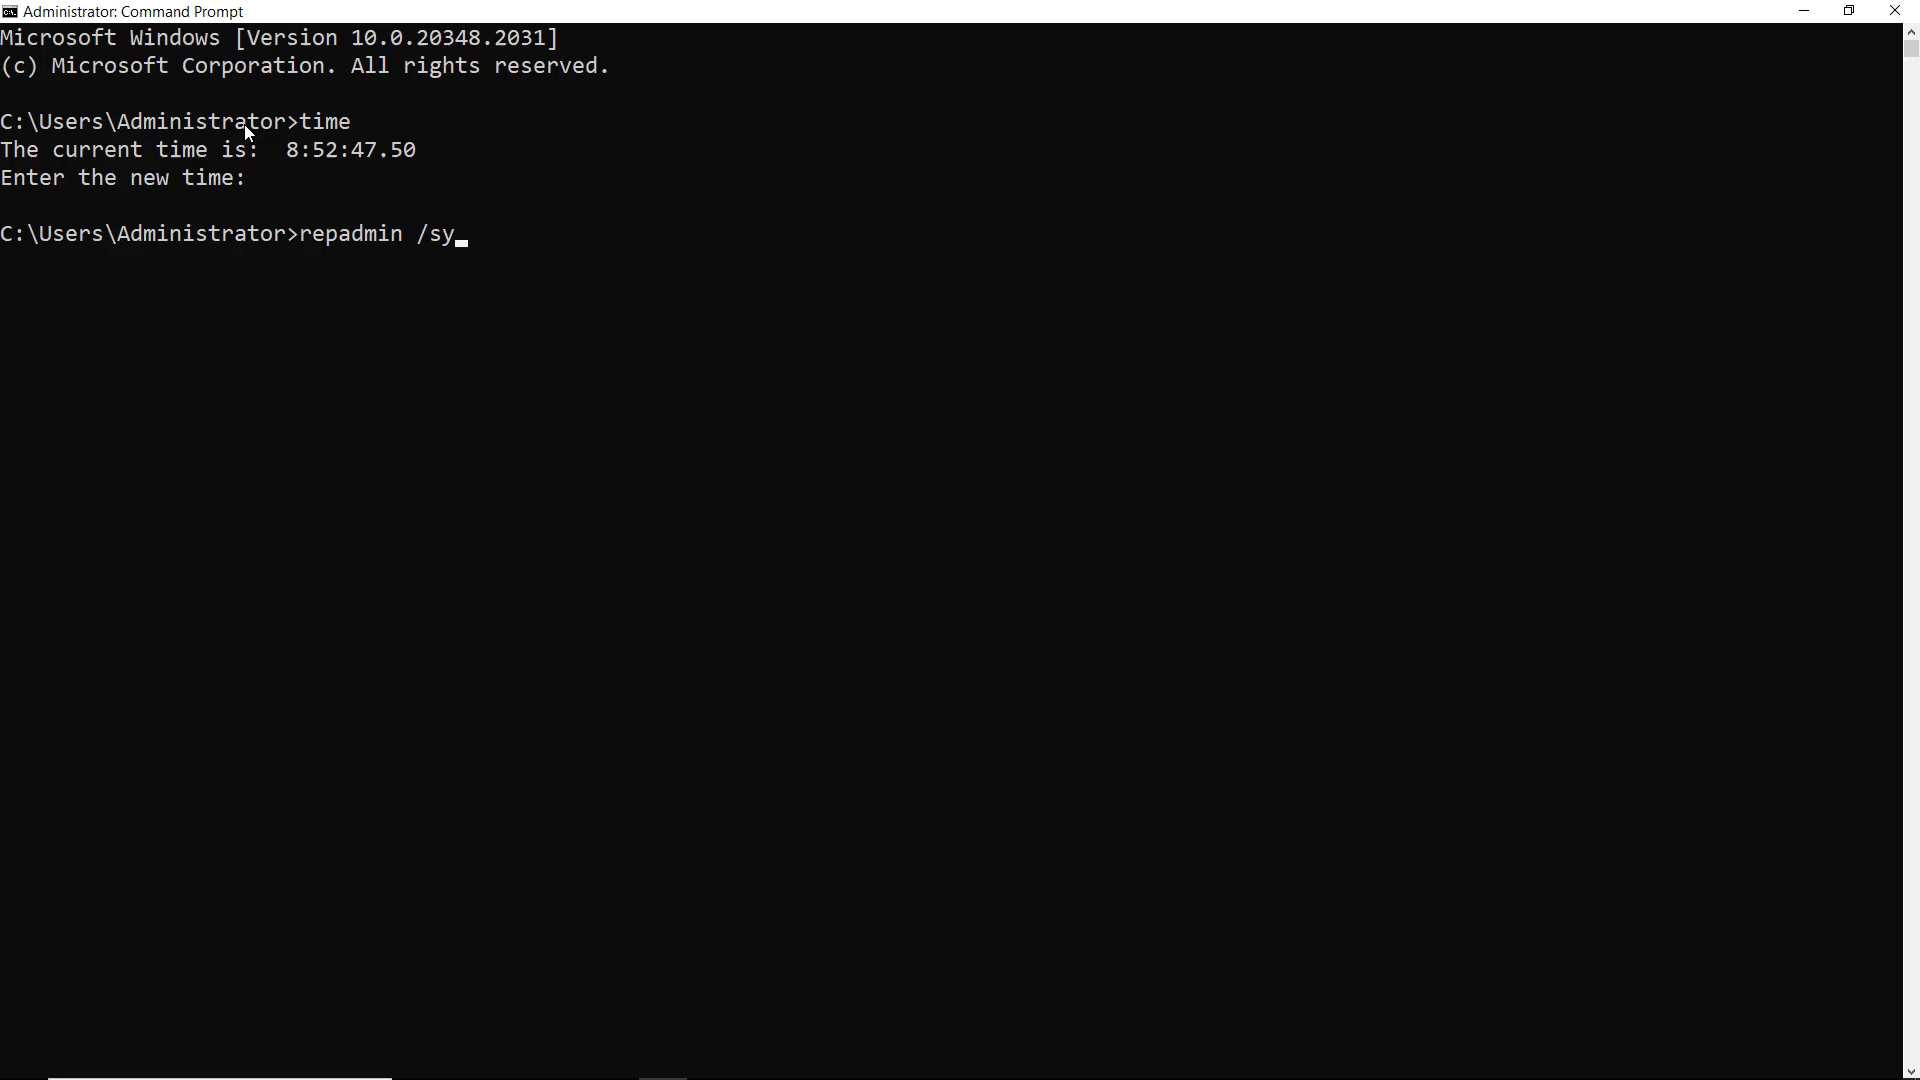 Administrator: Command Prompt
Microsoft Windows [Version 10.0.20348.2031]
(c) Microsoft Corporation. All rights reserved.
C:\Users\Administrator>time
The current time is:  8:52:47.50
Enter the new time:
C:\Users\Administrator>repadmin /sy